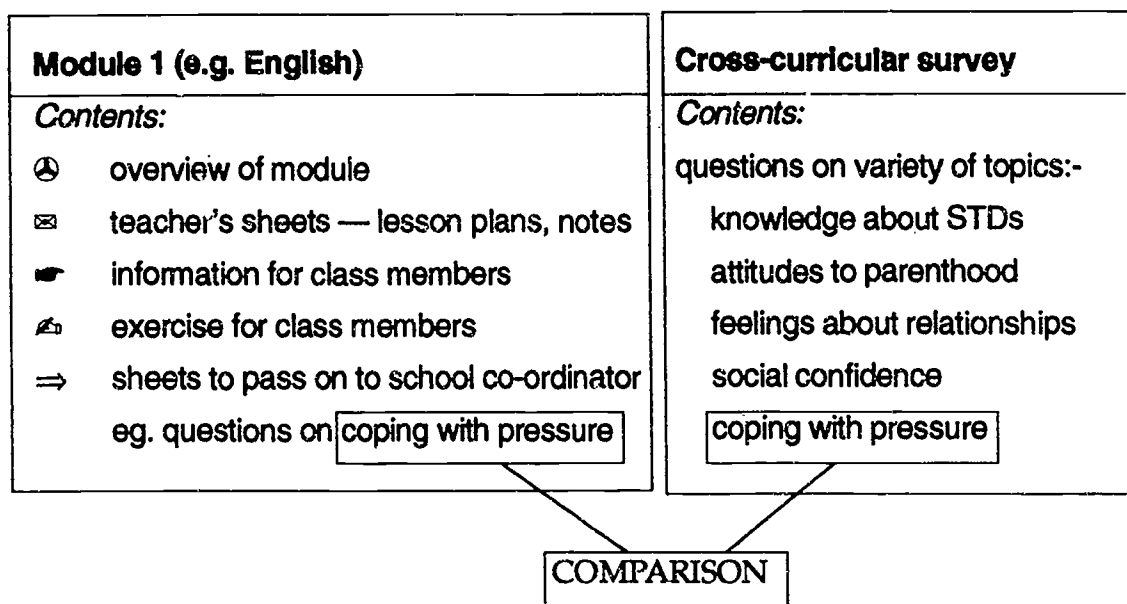 Module 1 (e.g. English)
Contents:
overview of module
teacher's sheets — lesson plans, notes
information for class members
exercise for class members
⇒ sheets to pass on to school co-ordinator
eg. questions on coping with pressure
Cross-curricular survey
Contents:
questions on variety of topics:-
knowledge about STDs
attitudes to parenthood
feelings about relationships
social confidence
coping with pressure
COMPARISON